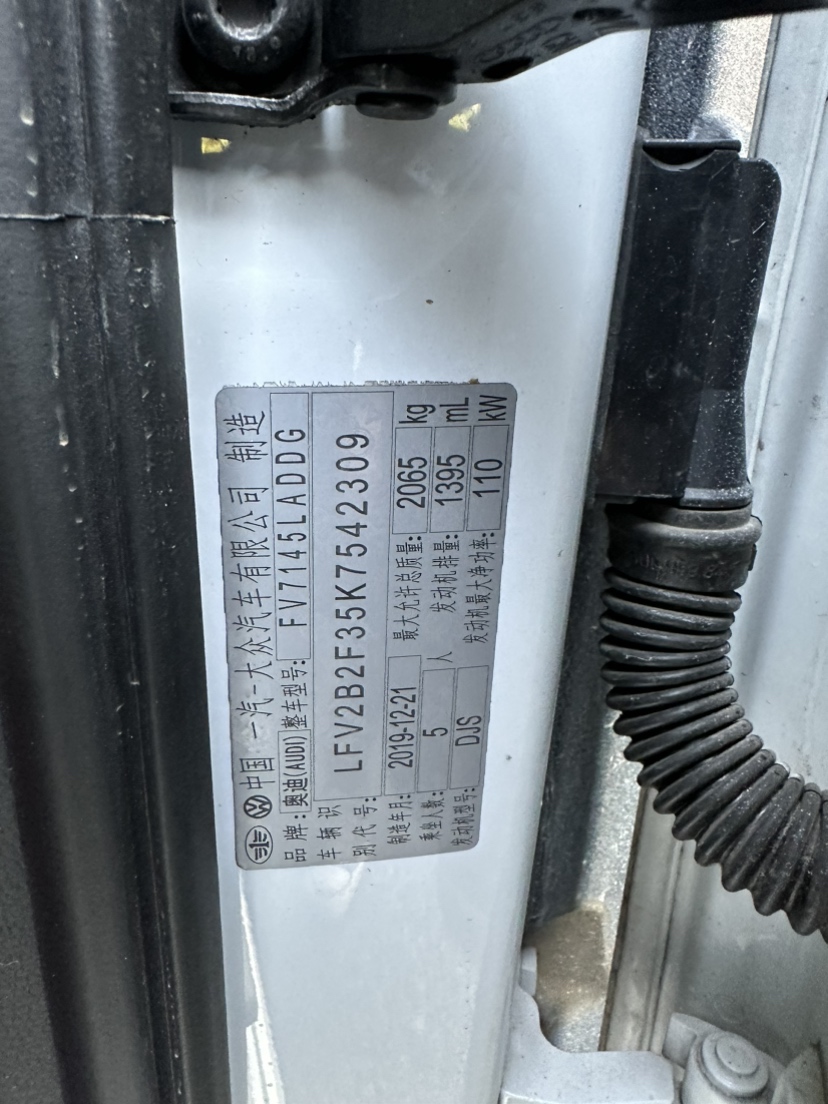 中国 一汽-大众汽车有限公司 制造
品牌:奥迪(AUDI) 整车型号: FV7145LADDG
车辆识别代号: LFV2B2F35K7542309
制造年月: 2019-12-21 最大允许总质量: 2065 kg
乘坐人数: 5 人 发动机排量: 1395 mL
发动机型号: DJS 发动机最大净功率: 110 kW